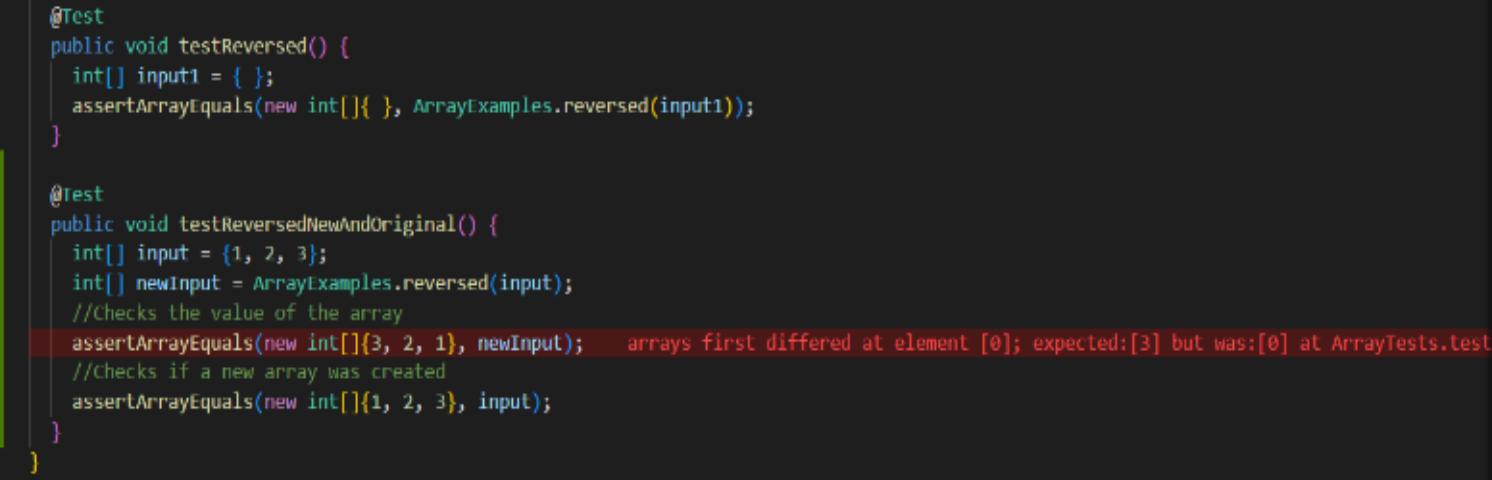 @Test
public void testReversed() {
int[] input1 = { };
assertArrayEquals(new int[]{ }, ArrayExamples.reversed(input1));
}
@Test
public void testReversedNewAndOriginal() {
int[] input = {1, 2, 3};
int[] newInput = ArrayExamples.reversed(input);
//Checks the value of the array
assertArrayEquals(new int[]{3, 2, 1}, newInput); arrays first differed at element [0]; expected:[3] but was:[0] at ArrayTests.test
//Checks if a new array was created
assertArrayEquals(new int[]{1, 2, 3}, input);
}
}